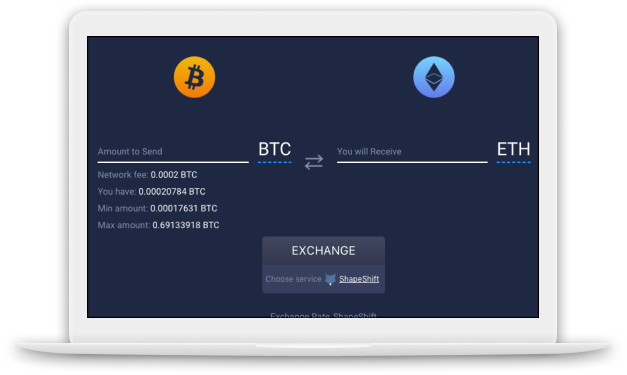 Amount to Send BTC You will Receive ETH
Network fee: 0.0002 BTC
You have: 0.00020784 BTC
Min amount: 0.00017631 BTC
Max amount: 0.69133918 BTC
EXCHANGE
Choose service ShapeShift
Exchange Rate ShapeShift